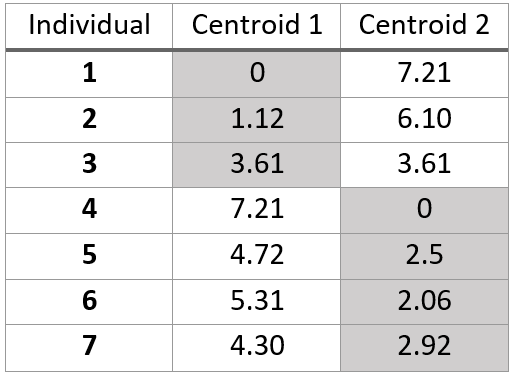 Individual Centroid 1 Centroid 2
1 0 7.21
2 1.12 6.10
3 3.61 3.61
4 7.21 0
5 4.72 2.5
6 5.31 2.06
7 4.30 2.92